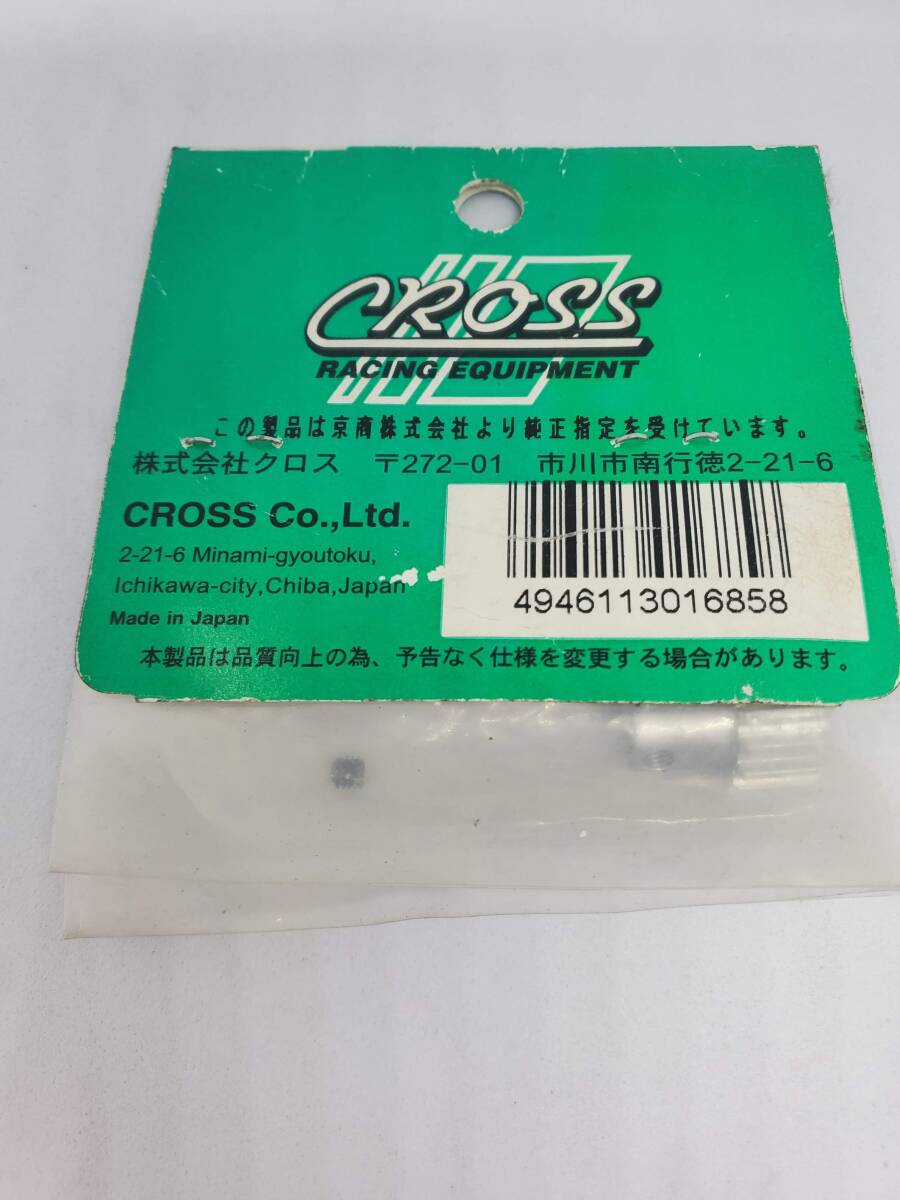 CROSS
RACING EQUIPMENT
この製品は京商株式会社より純正指定を受けています。
株式会社クロス 〒272-01 市川市南行徳2-21-6
CROSS Co.,Ltd.
2-21-6 Minami-gyoutoku,
Ichikawa-city,Chiba,Japan
Made in Japan
4946113016858
本製品は品質向上の為、予告なく仕様を変更する場合があります。